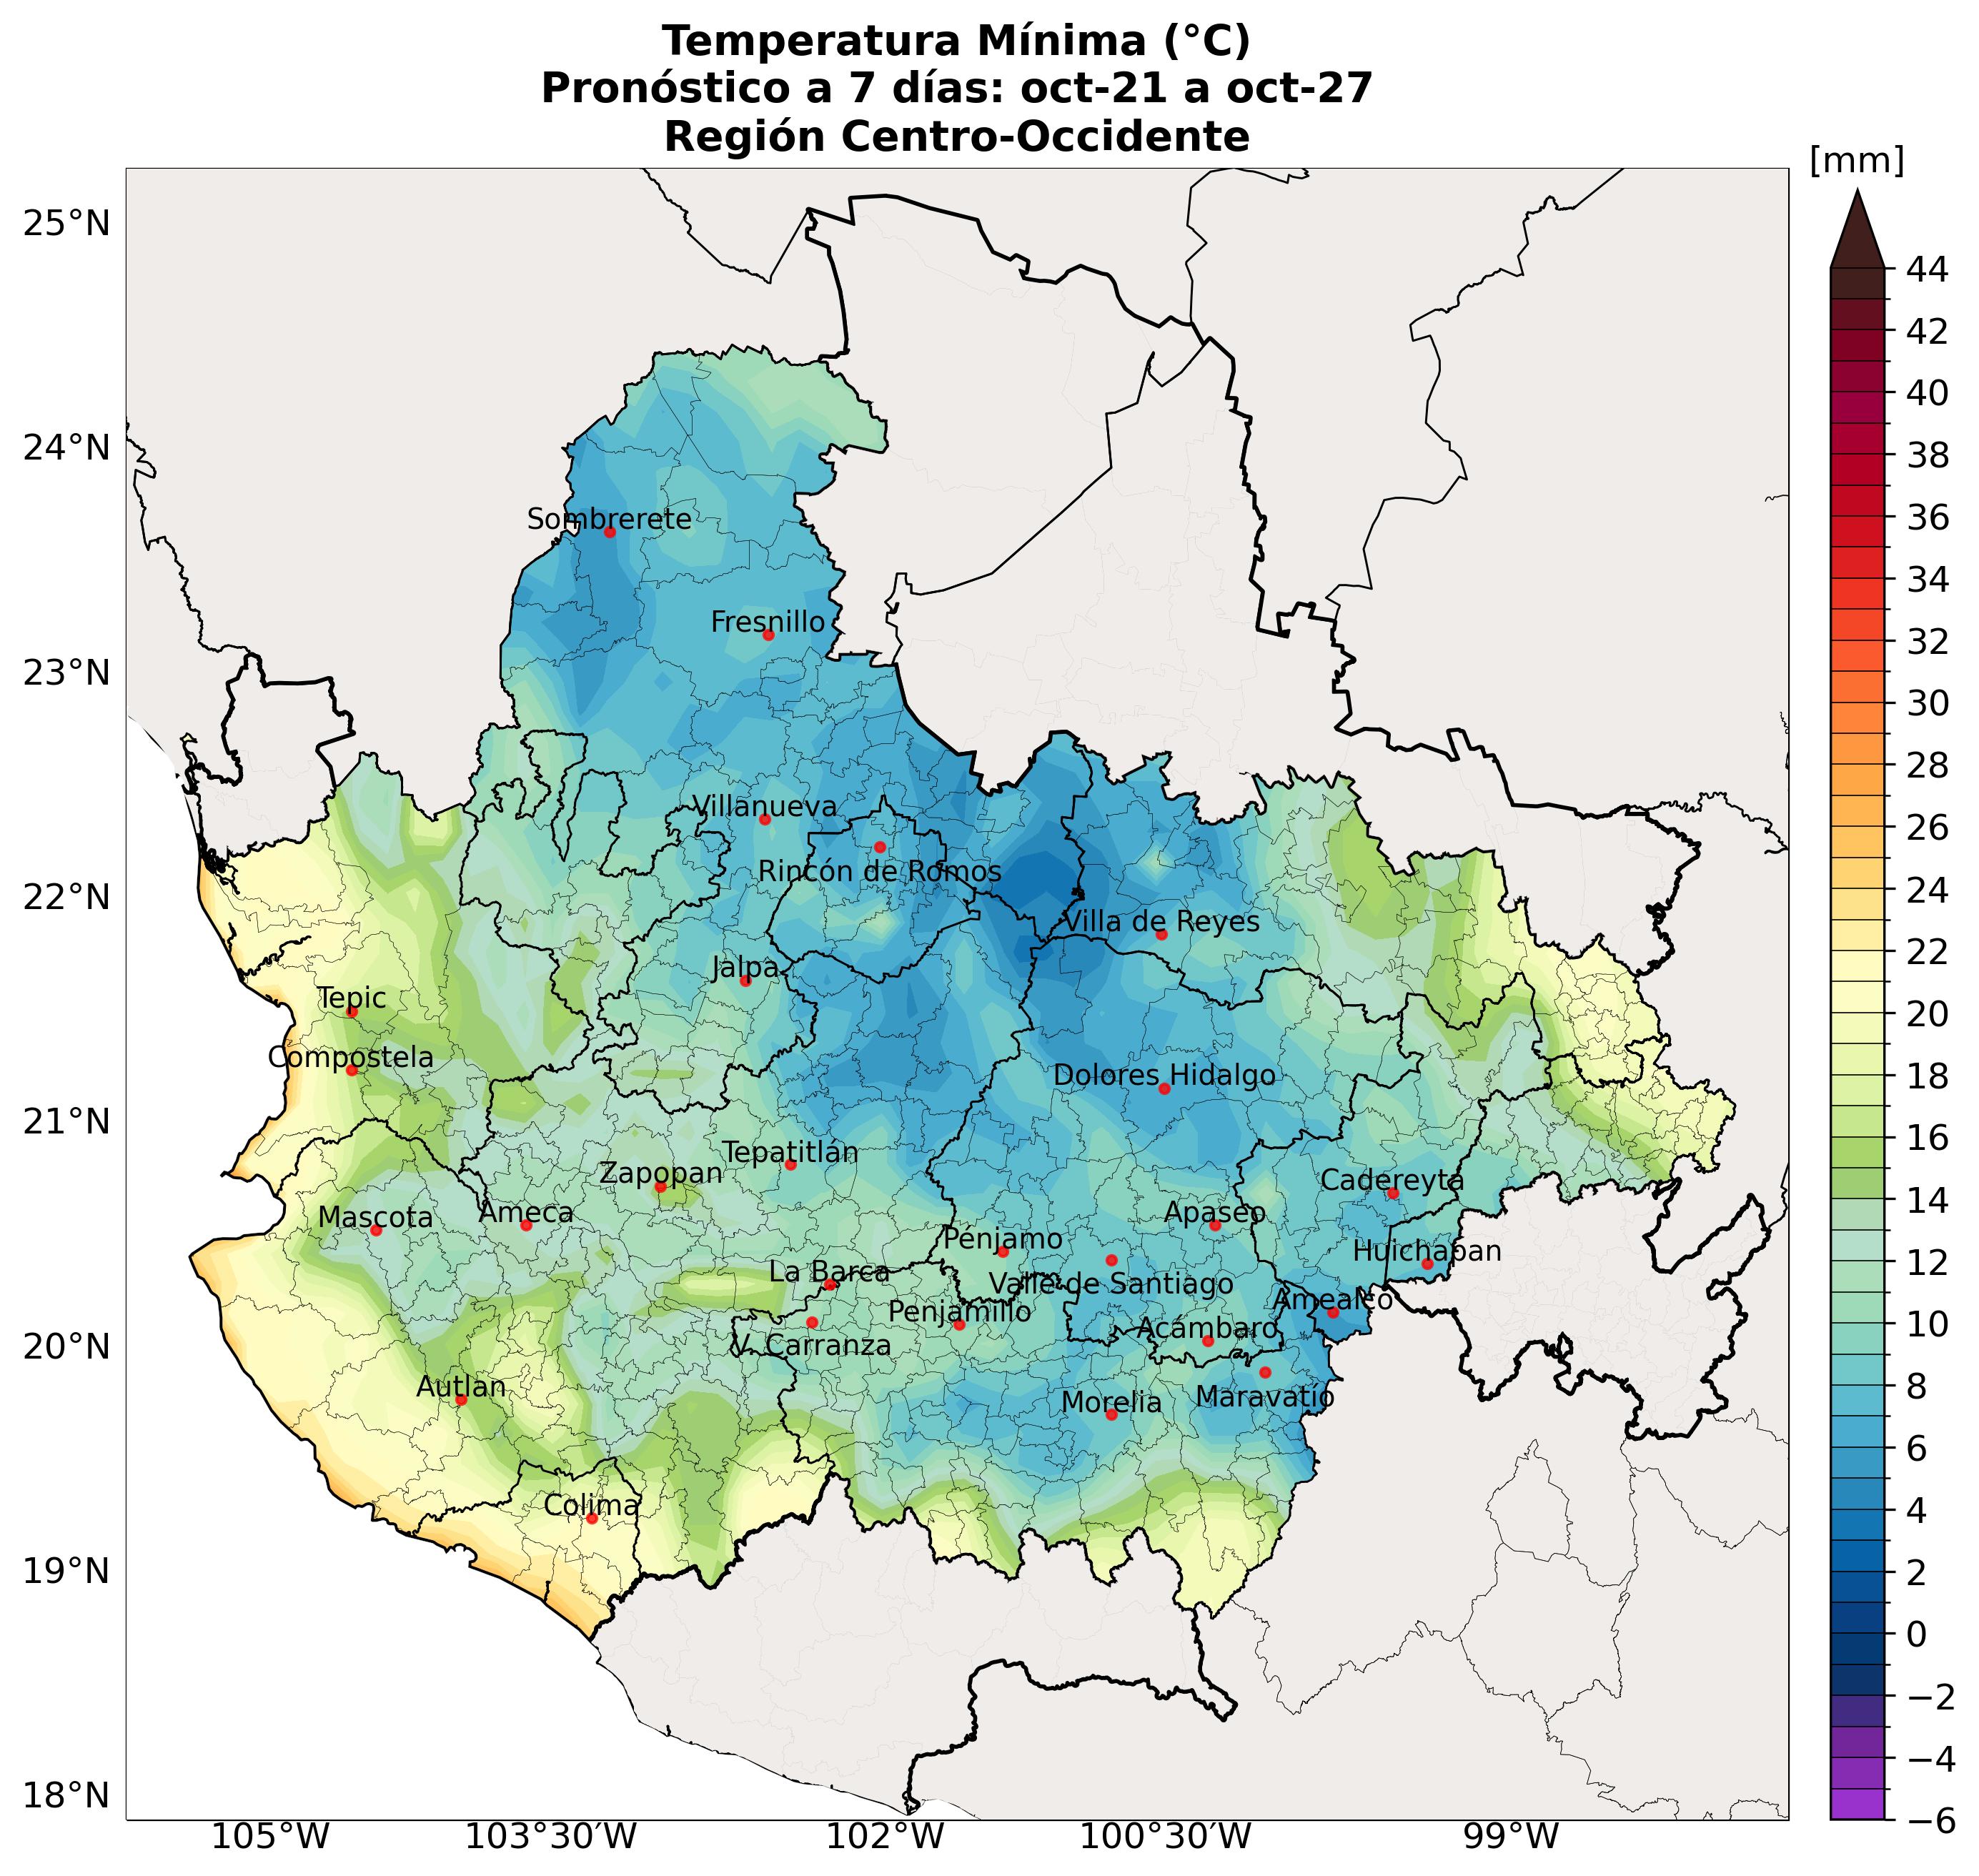 Temperatura Mínima (°C)
Pronóstico a 7 días: oct-21 a oct-27
Región Centro-Occidente
[mm]
25°N
24°N
23°N
22°N
21°N
20°N
19°N
18°N
Sombrerete
Fresnillo
Villanueva
Rincón de Romos
Villa de Reyes
Jalpa
Tepic
Compostela
Dolores Hidalgo
Tepatitlán
Zapopan
Cadereyta
Mascota
Ameca
Apaseo
Pénjamo
Huichapan
La Barca
Valle de Santiago
Amealco
Penjamillo
Acámbaro
V. Carranza
Autlan
Morelia
Maravatío
Colima
105°W
103°30′W
102°W
100°30′W
99°W
44
42
40
38
36
34
32
30
28
26
24
22
20
18
16
14
12
10
8
6
4
2
0
−2
−4
−6